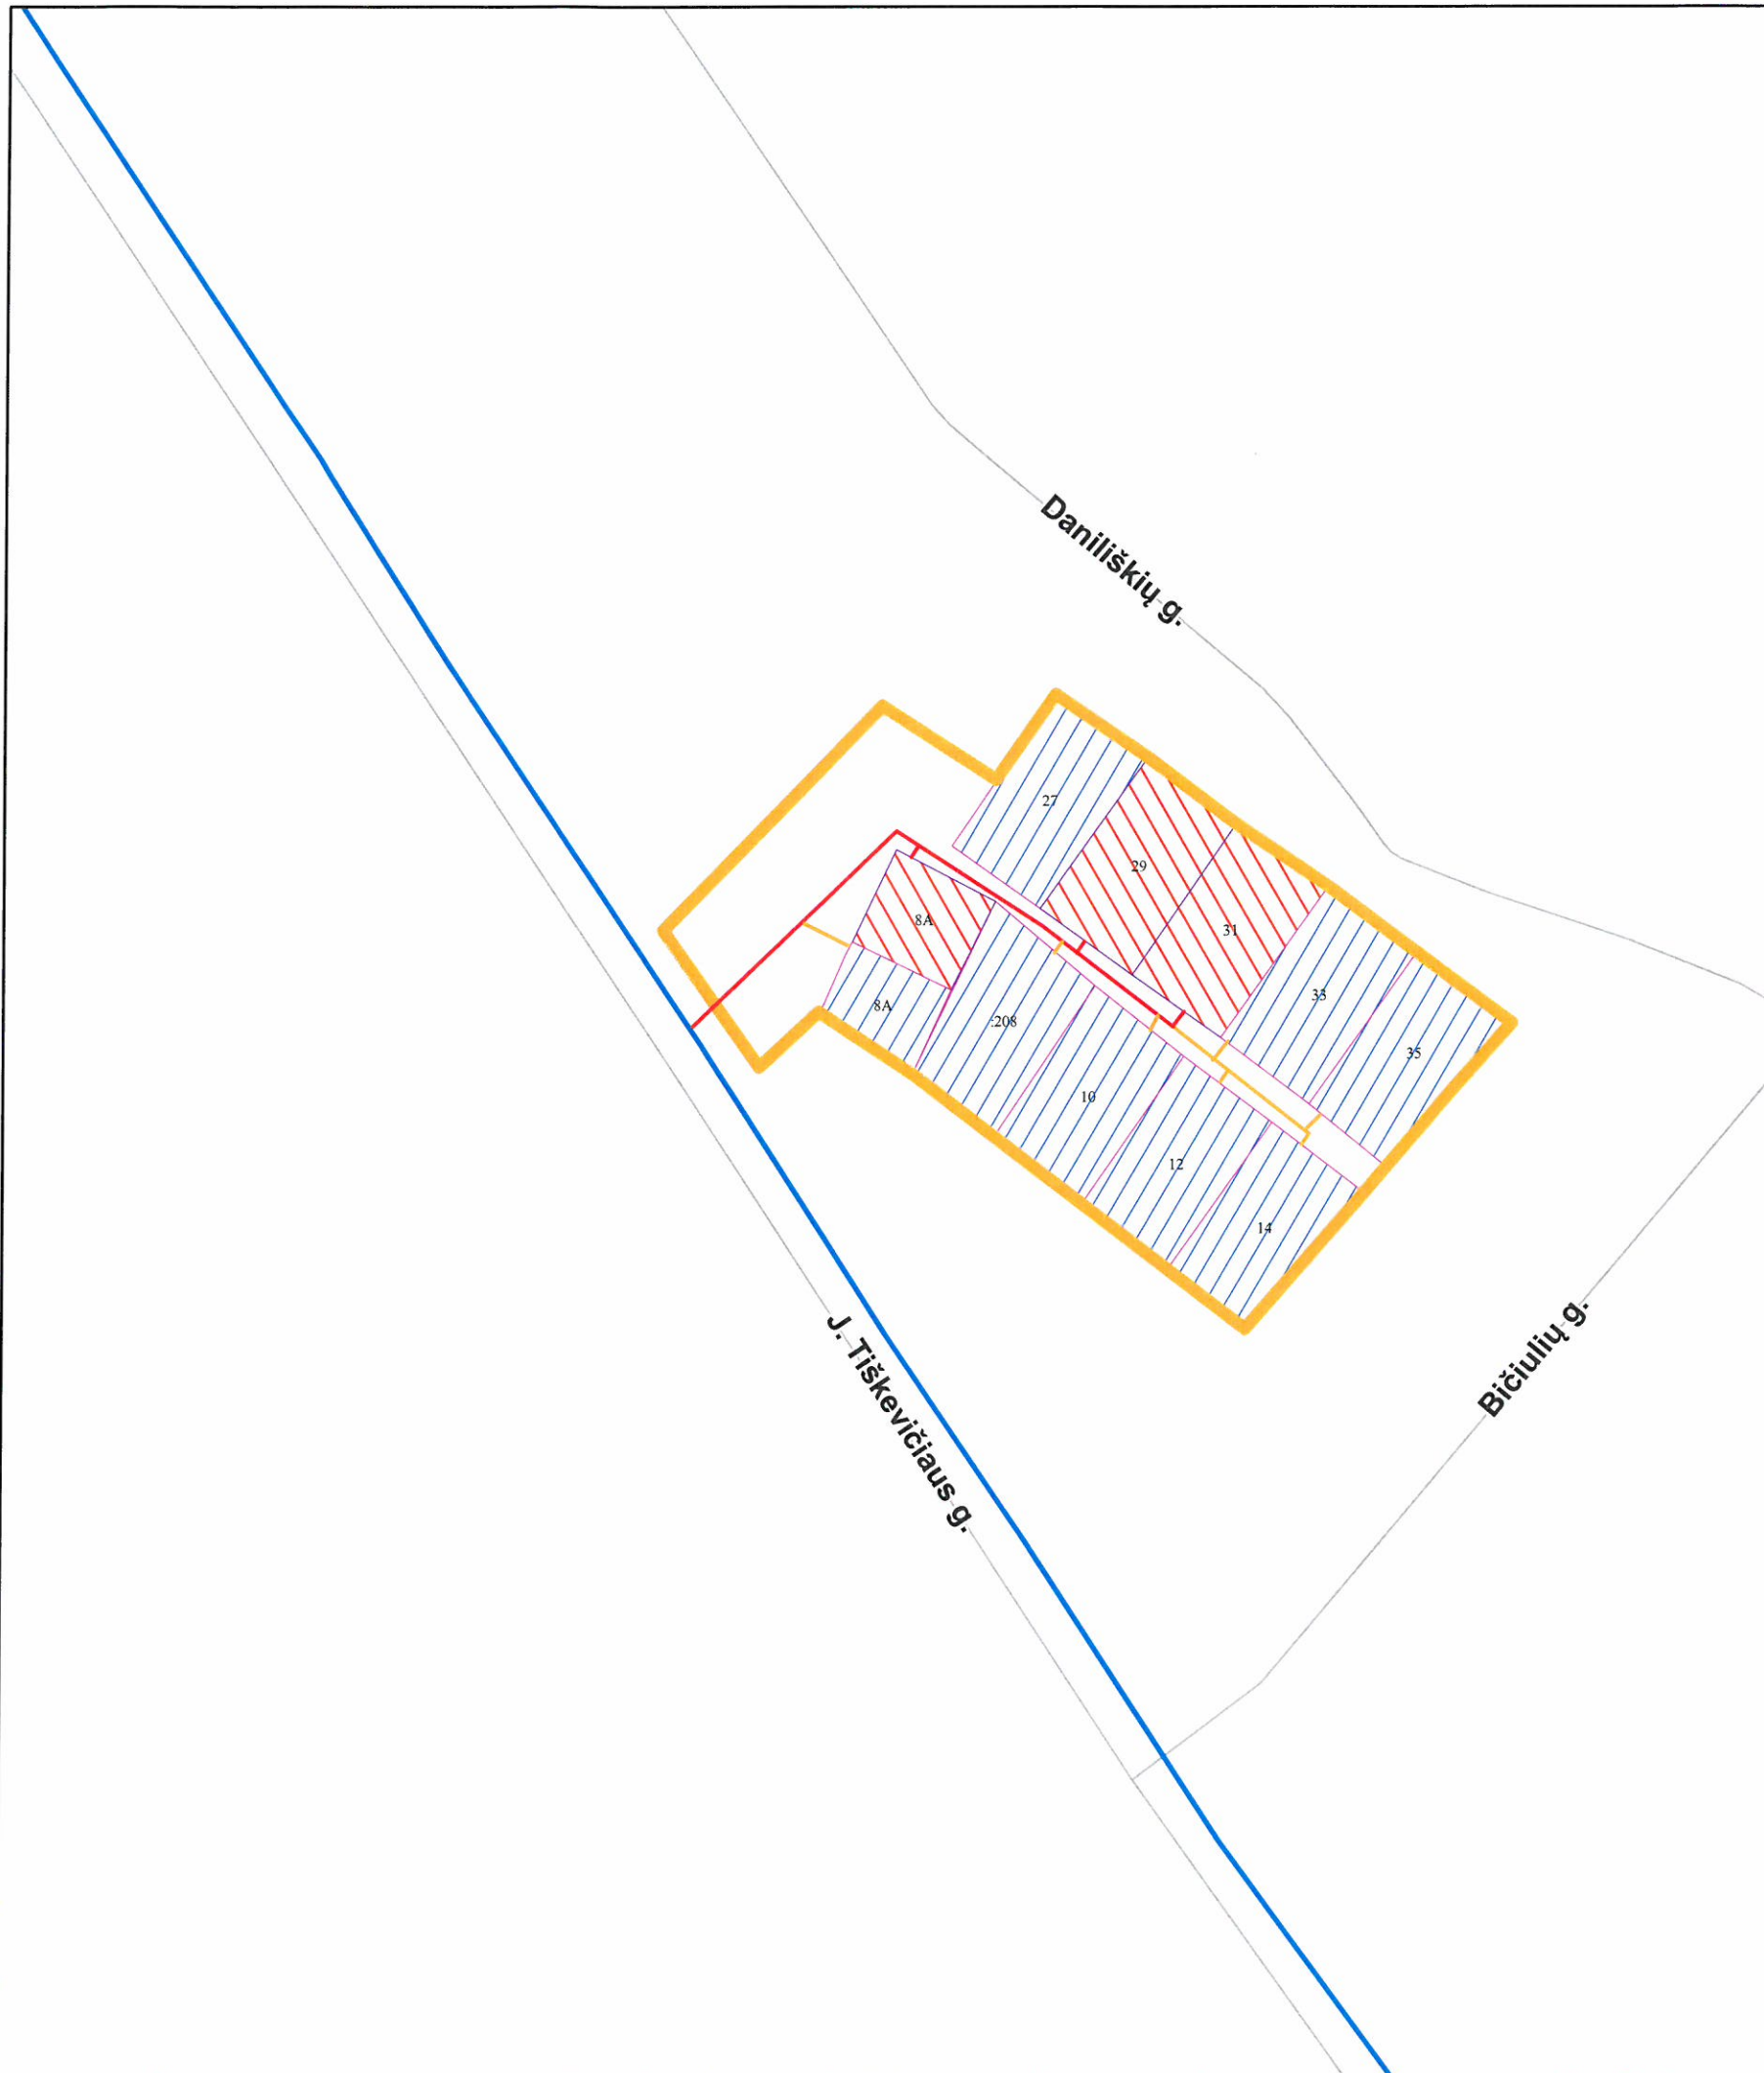 Daniliškių g.
27
29
8A
31
33
8A
:208
35
10
12
14
J. Tiškevičiaus g.
Bičiulių g.